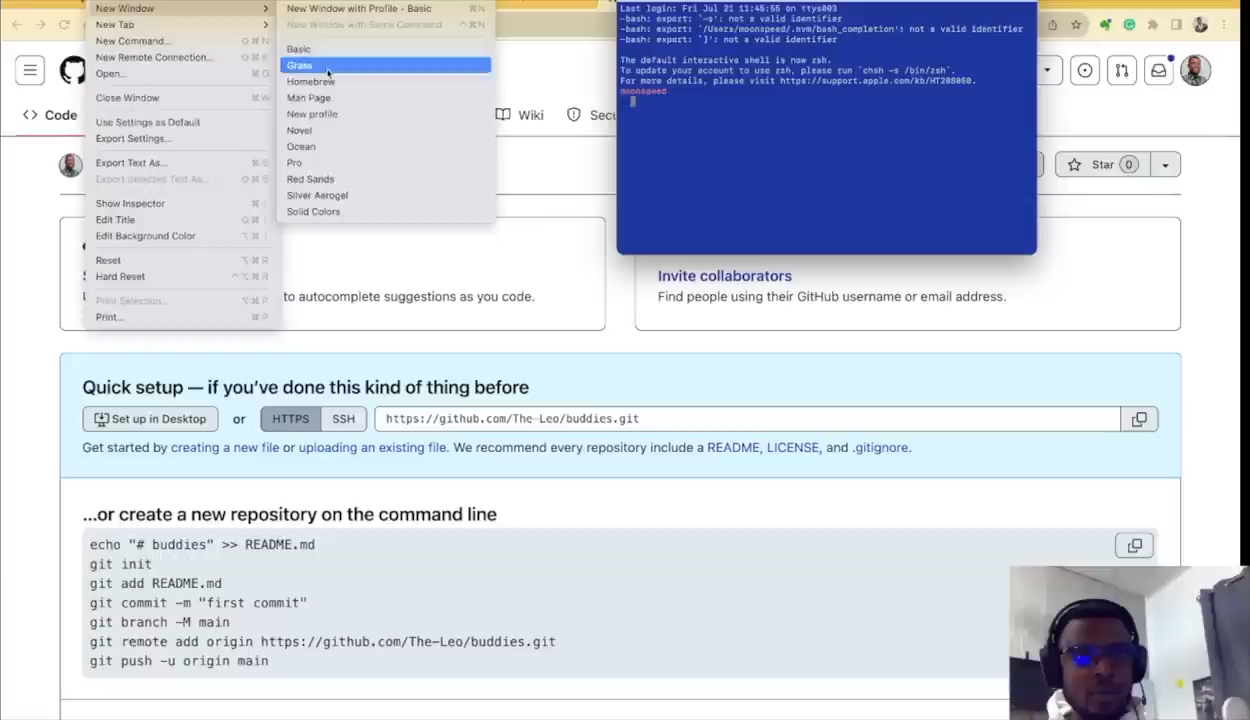 New Window
New Tab
New Command...
New Remote Connection...
Open...
Close Window
Use Settings as Default
Export Settings...
Export Text As...
Export Selected Text As...
Show Inspector
Edit Title
Edit Background Color
Reset
Hard Reset
Print Selection...
Print...
New Window with Profile - Basic
New Window with Same Command
Basic
Grass
Homebrew
Man Page
New profile
Novel
Ocean
Pro
Red Sands
Silver Aerogel
Solid Colors
Last login: Fri Jul 21 11:45:55 on ttys003
-bash: export: `-s': not a valid identifier
-bash: export: `/Users/moonspeed/.nvm/bash_completion': not a valid identifier
-bash: export: `]': not a valid identifier
The default interactive shell is now zsh.
To update your account to use zsh, please run `chsh -s /bin/zsh`.
For more details, please visit https://support.apple.com/kb/HT208050.
moonspeed
<> Code
Wiki
Secu
Star 0
to autocomplete suggestions as you code.
Invite collaborators
Find people using their GitHub username or email address.
Quick setup — if you've done this kind of thing before
Set up in Desktop or HTTPS SSH https://github.com/The-Leo/buddies.git
Get started by creating a new file or uploading an existing file. We recommend every repository include a README, LICENSE, and .gitignore.
...or create a new repository on the command line
echo "# buddies" >> README.md
git init
git add README.md
git commit -m "first commit"
git branch -M main
git remote add origin https://github.com/The-Leo/buddies.git
git push -u origin main